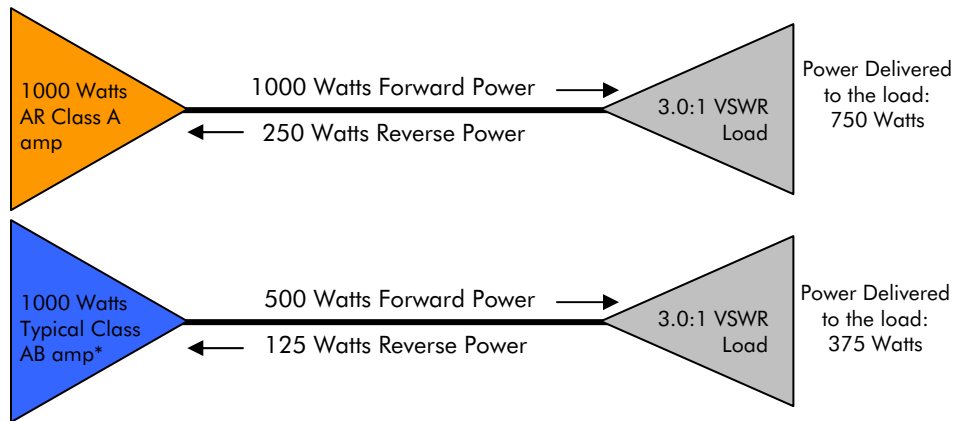 1000 Watts
AR Class A
amp
1000 Watts Forward Power
250 Watts Reverse Power
3.0:1 VSWR
Load
Power Delivered
to the load:
750 Watts
1000 Watts
Typical Class
AB amp*
500 Watts Forward Power
125 Watts Reverse Power
3.0:1 VSWR
Load
Power Delivered
to the load:
375 Watts